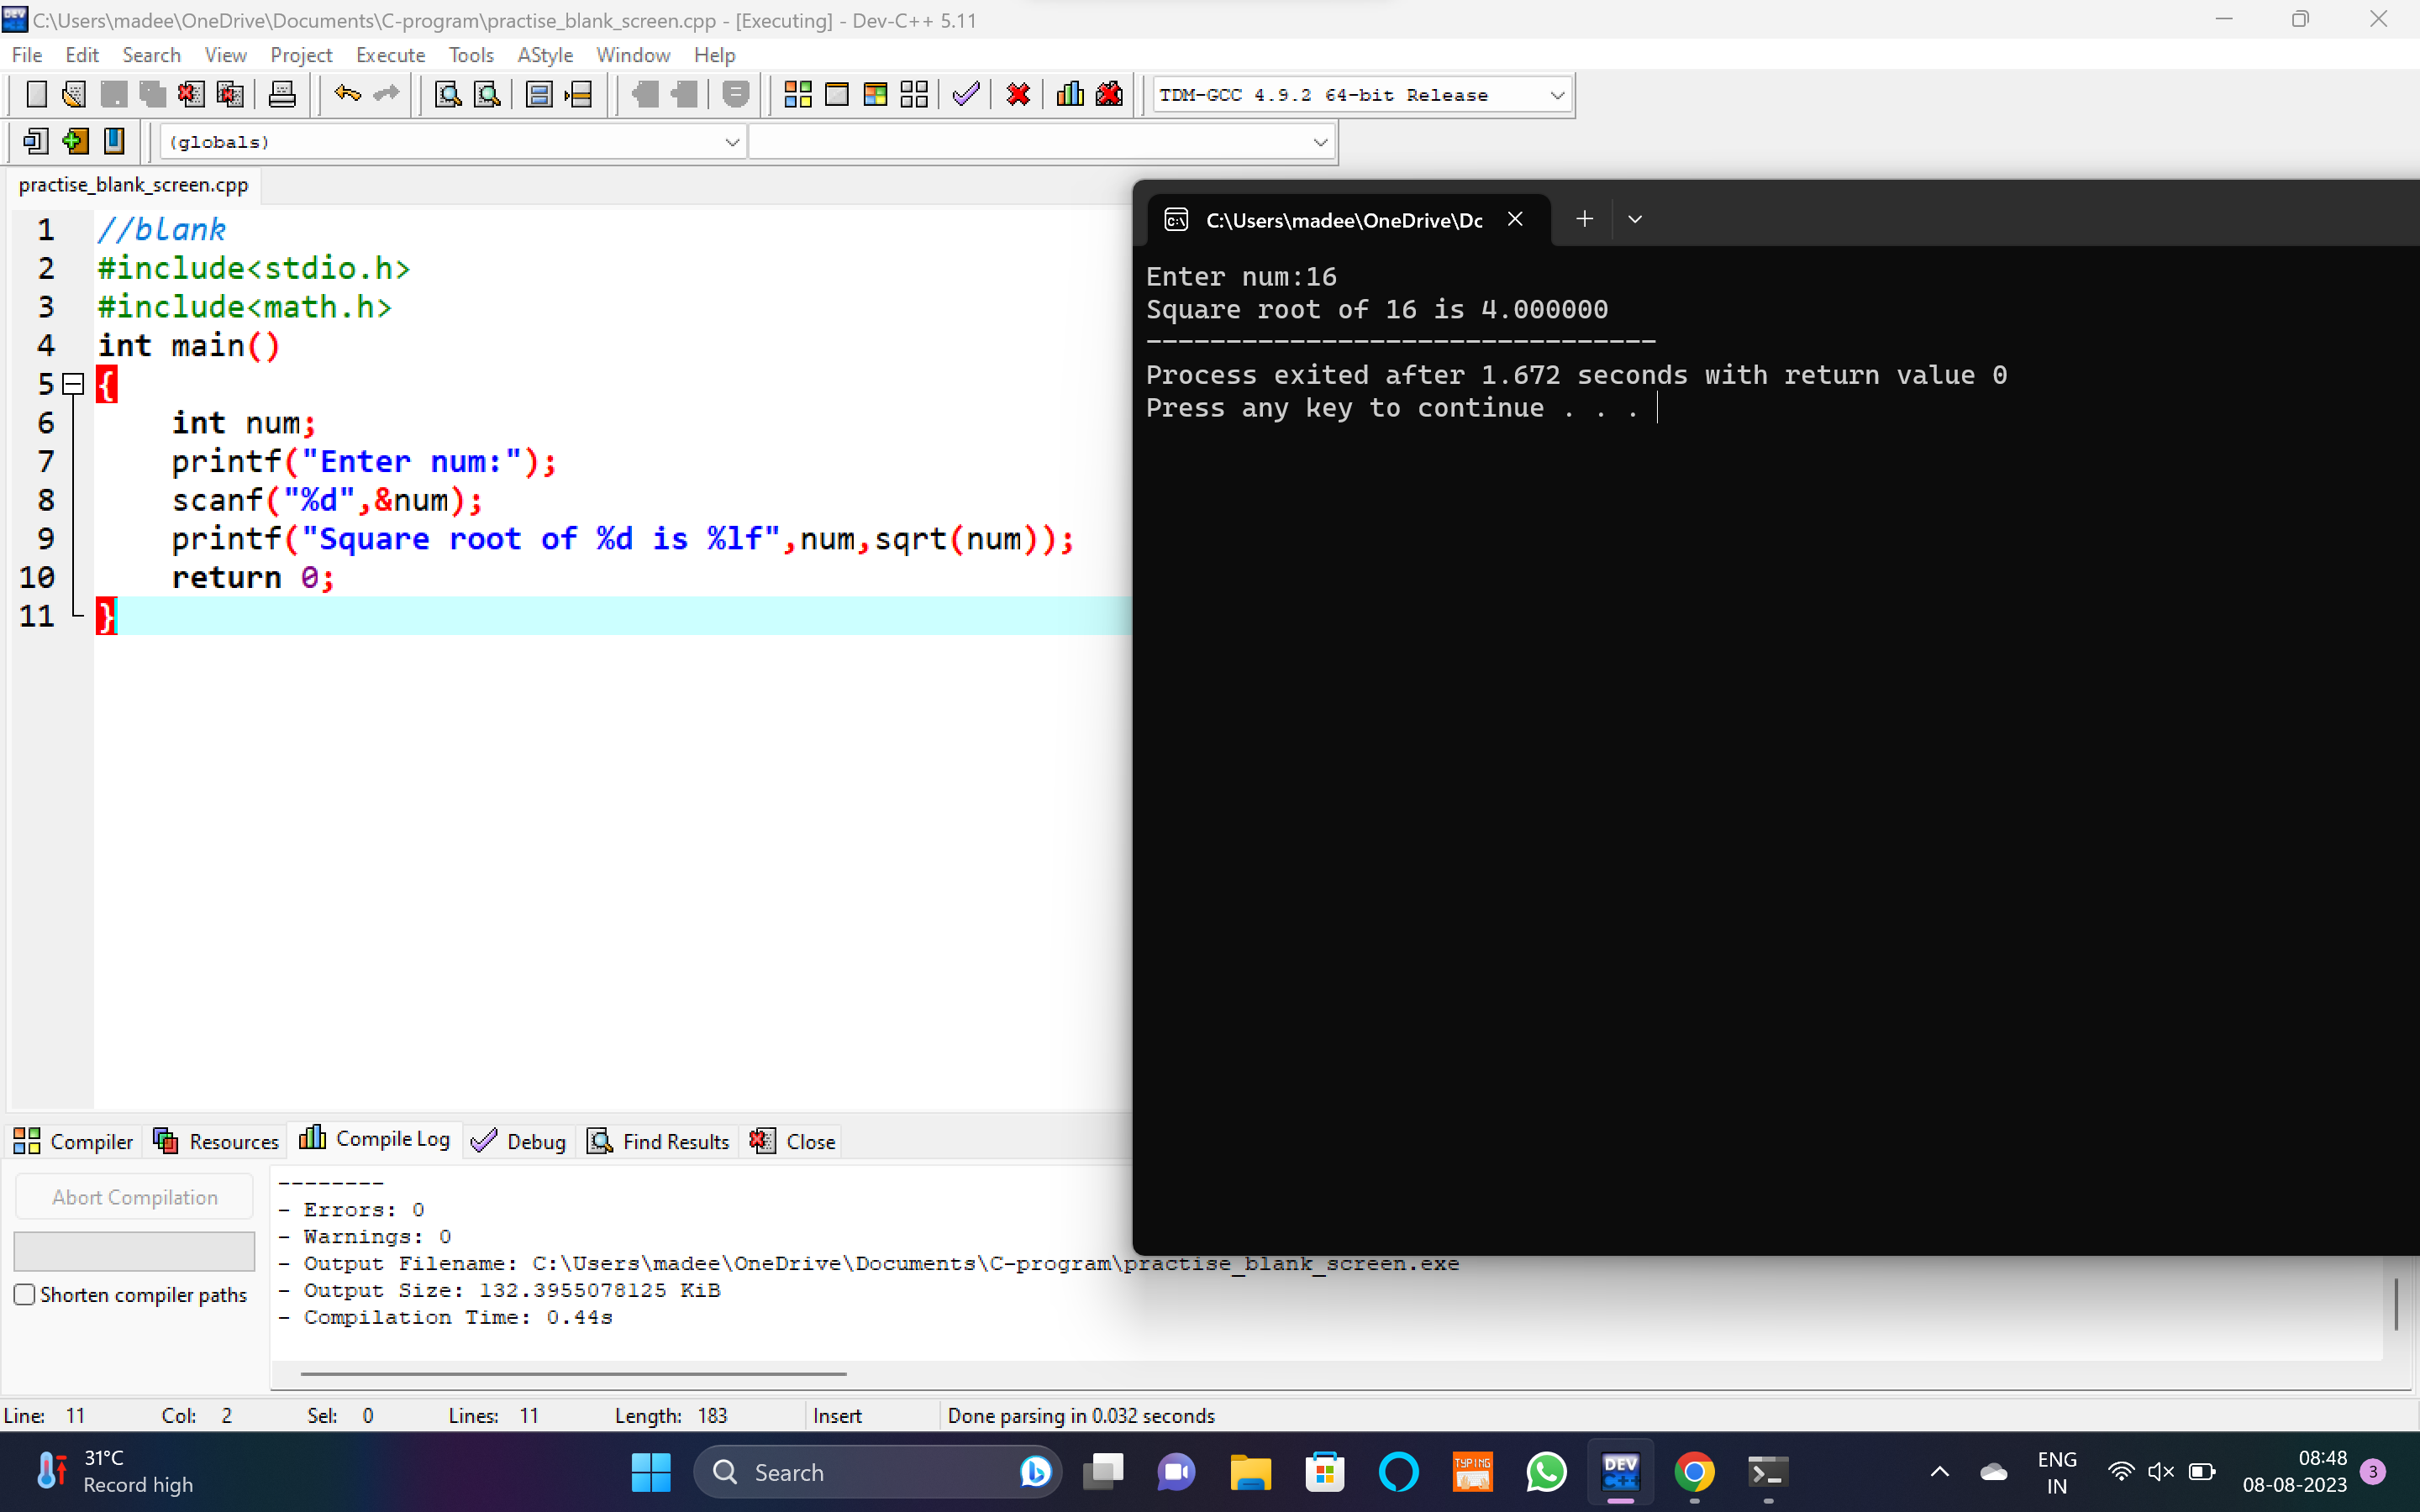 C:\Users\madee\OneDrive\Documents\C-program\practise_blank_screen.cpp - [Executing] - Dev-C++ 5.11
File Edit Search View Project Execute Tools AStyle Window Help
TDM-GCC 4.9.2 64-bit Release
(globals)
practise_blank_screen.cpp
1 //blank
2 #include<stdio.h>
3 #include<math.h>
4 int main()
5 {
6 int num;
7 printf("Enter num:");
8 scanf("%d",&num);
9 printf("Square root of %d is %lf",num,sqrt(num));
10 return 0;
11 }
C:\Users\madee\OneDrive\Dc
Enter num:16
Square root of 16 is 4.000000
--------------------------------
Process exited after 1.672 seconds with return value 0
Press any key to continue . . .
Compiler Resources Compile Log Debug Find Results Close
Abort Compilation
Shorten compiler paths
--------
- Errors: 0
- Warnings: 0
- Output Filename: C:\Users\madee\OneDrive\Documents\C-program\practise_blank_screen.exe
- Output Size: 132.3955078125 KiB
- Compilation Time: 0.44s
Line: 11 Col: 2 Sel: 0 Lines: 11 Length: 183 Insert Done parsing in 0.032 seconds
31°C
Record high
Search
TYPING
DEV
C++
ENG
IN
08:48
08-08-2023
3